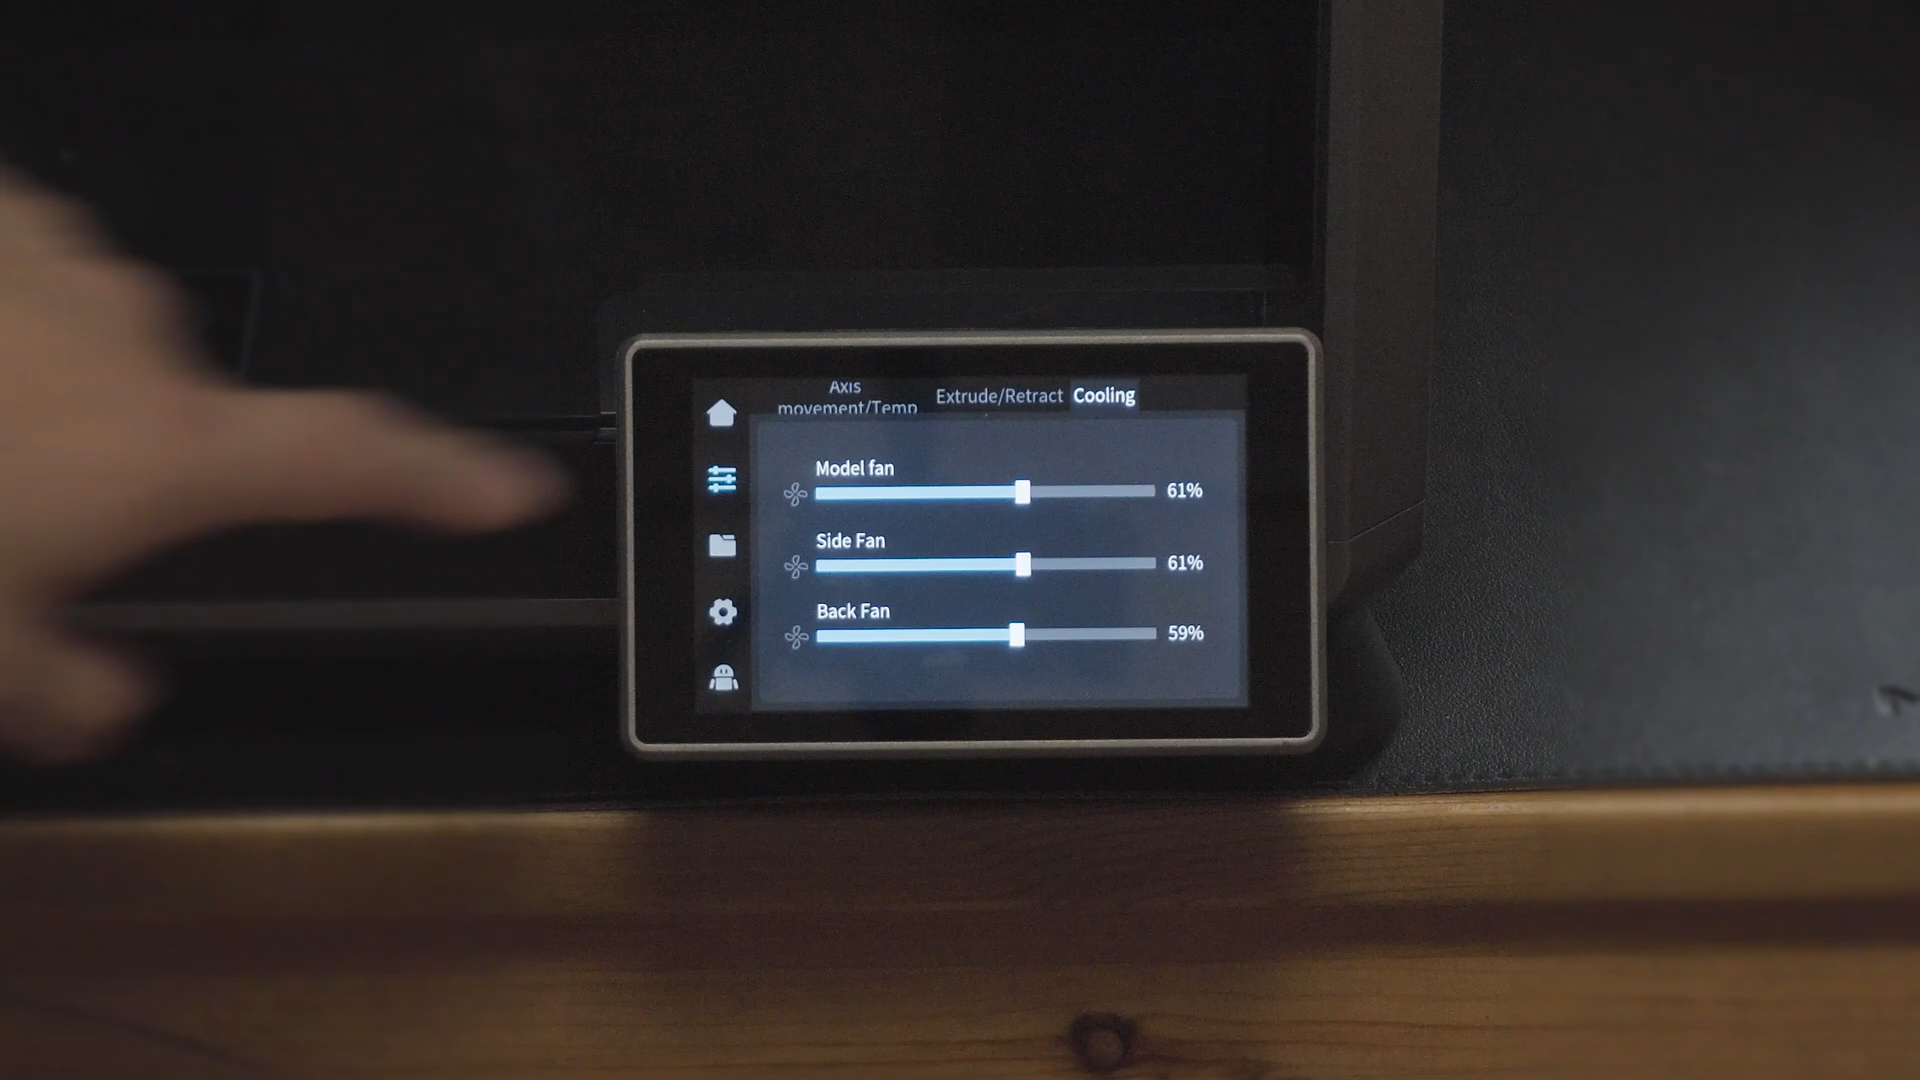 Axis
movement/Temp
Extrude/Retract
Cooling
Model fan
61%
Side Fan
61%
Back Fan
59%